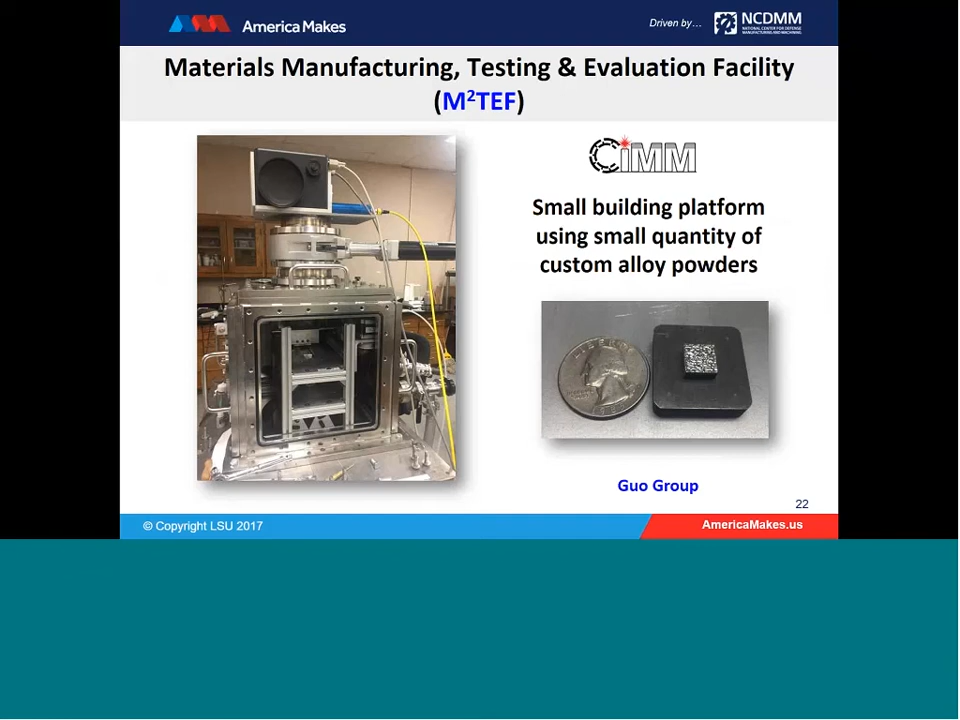 America Makes
Driven by...
NCDMM
NATIONAL CENTER FOR DEFENSE
MANUFACTURING AND MACHINING
Materials Manufacturing, Testing & Evaluation Facility
(M²TEF)
CiMM
Small building platform
using small quantity of
custom alloy powders
LIBERTY
Guo Group
22
© Copyright LSU 2017
AmericaMakes.us